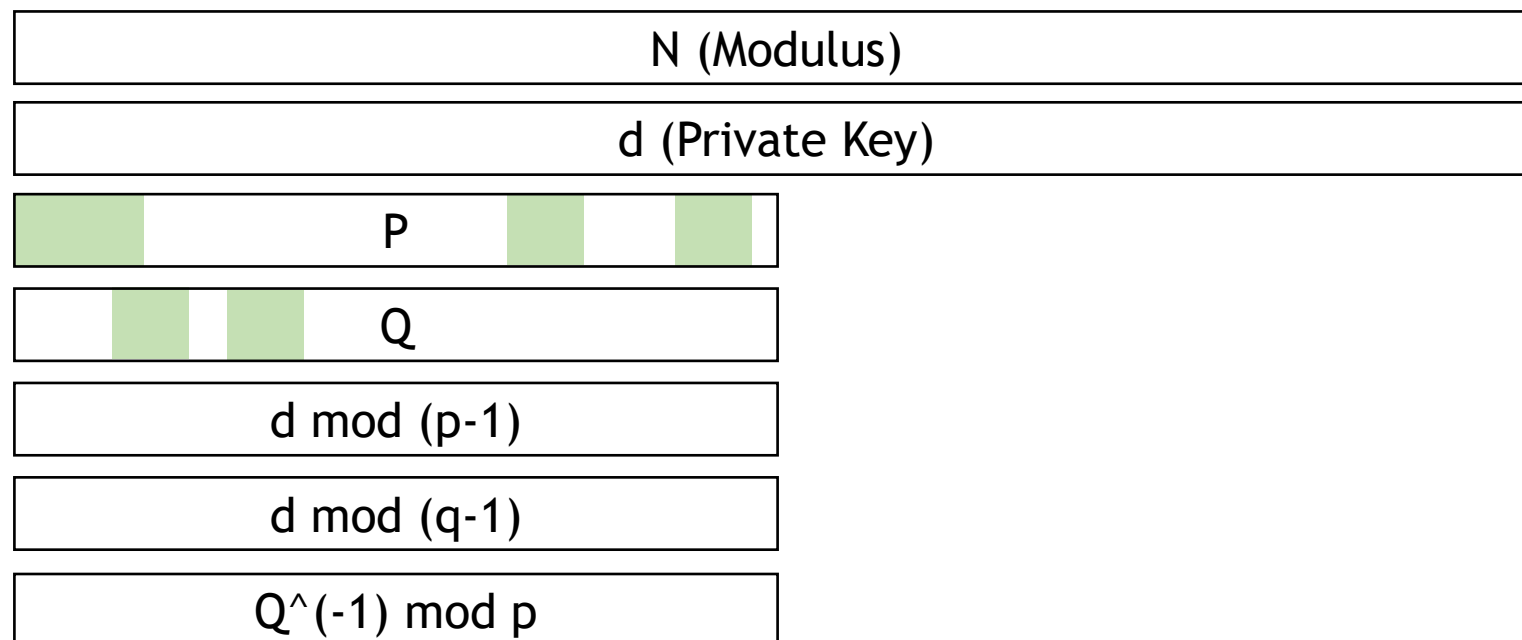 N (Modulus)
d (Private Key)
P
Q
d mod (p-1)
d mod (q-1)
Q^(-1) mod p